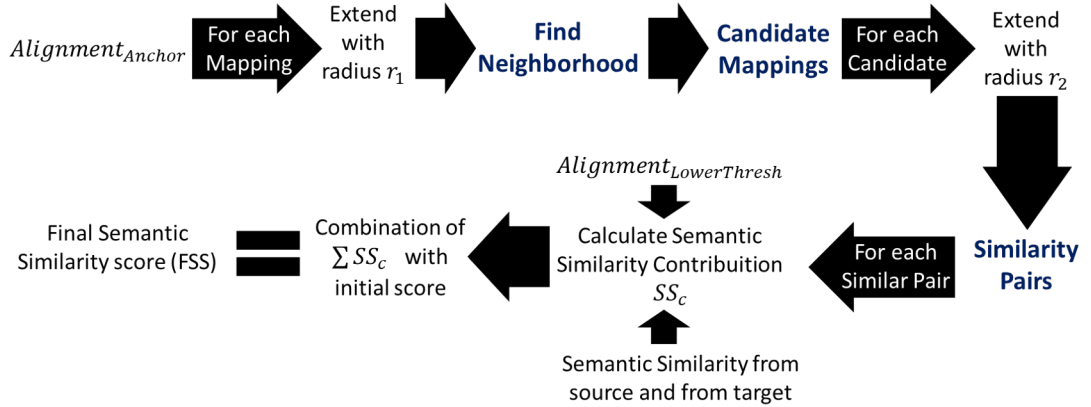 Alignment_Anchor
For each
Mapping
Extend
with
radius r_1
Find
Neighborhood
Candidate
Mappings
For each
Candidate
Extend
with
radius r_2
Similarity
Pairs
For each
Similar Pair
Alignment_LowerThresh
Calculate Semantic
Similarity Contribuition
SS_c
Semantic Similarity from
source and from target
Combination of
∑ SS_c with
initial score
Final Semantic
Similarity score (FSS)